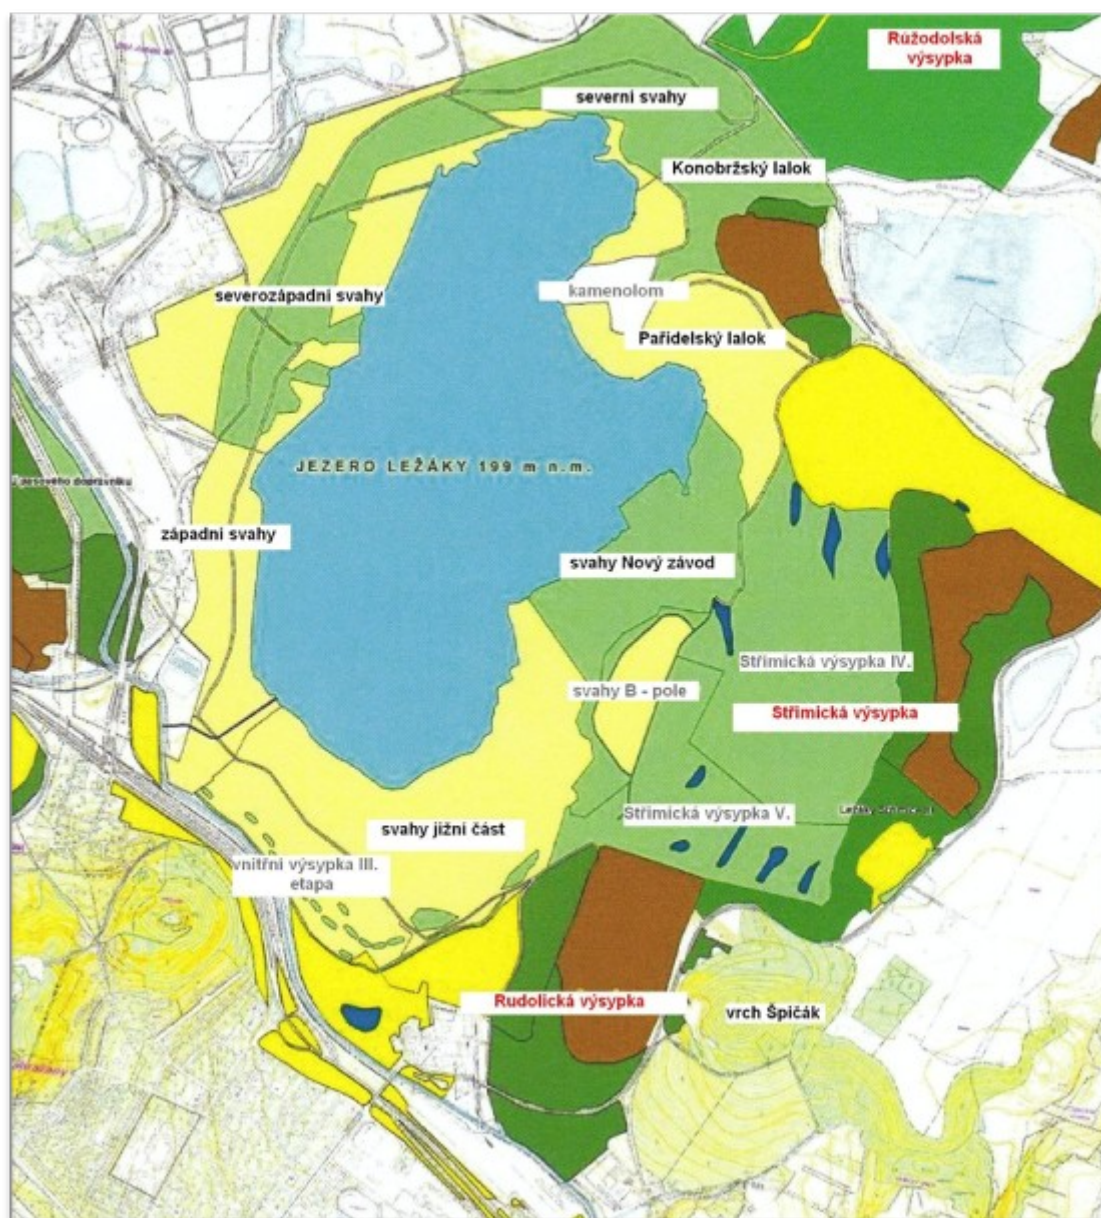 Růžodolská
výsypka
severní svahy
Konobržský lalok
severozápadní svahy
kamenolom
Pařidelský lalok
JEZERO LEŽÁKY 199 m n.m.
pasového dopravníku
západní svahy
svahy Nový závod
Střimická výsypka IV.
svahy B - pole
Střimická výsypka
Střimická výsypka V.
svahy jižní část
vnitřní výsypka III.
etapa
Rudolická výsypka
vrch Špičák